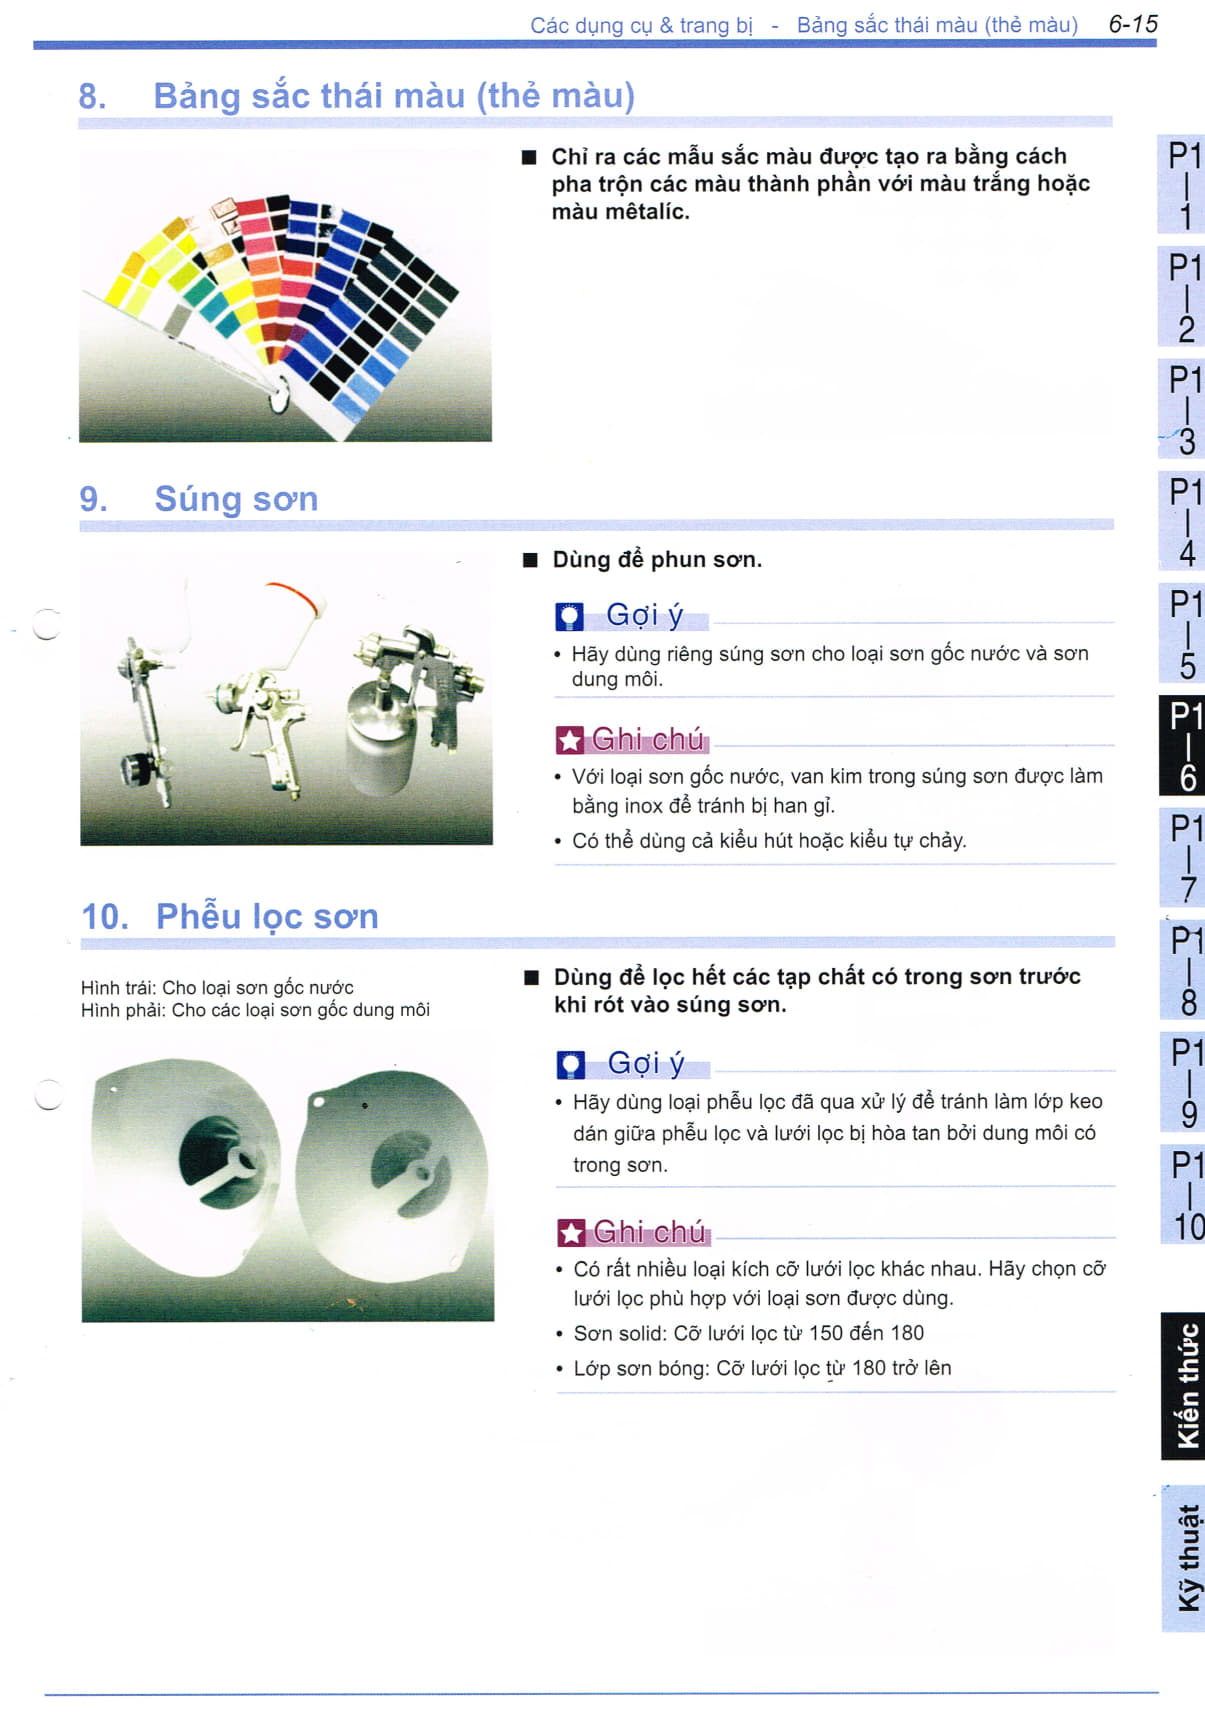 Các dụng cụ & trang bị - Bảng sắc thái màu (thẻ màu) 6-15
8. Bảng sắc thái màu (thẻ màu)
■ Chỉ ra các mẫu sắc màu được tạo ra bằng cách
pha trộn các màu thành phần với màu trắng hoặc
màu mêtalíc.
9. Súng sơn
■ Dùng để phun sơn.
Gợi ý
• Hãy dùng riêng súng sơn cho loại sơn gốc nước và sơn
dung môi.
Ghi chú
• Với loại sơn gốc nước, van kim trong súng sơn được làm
bằng inox để tránh bị han gỉ.
• Có thể dùng cả kiểu hút hoặc kiểu tự chảy.
10. Phễu lọc sơn
Hình trái: Cho loại sơn gốc nước
Hình phải: Cho các loại sơn gốc dung môi
■ Dùng để lọc hết các tạp chất có trong sơn trước
khi rót vào súng sơn.
Gợi ý
• Hãy dùng loại phễu lọc đã qua xử lý để tránh làm lớp keo
dán giữa phễu lọc và lưới lọc bị hòa tan bởi dung môi có
trong sơn.
Ghi chú
• Có rất nhiều loại kích cỡ lưới lọc khác nhau. Hãy chọn cỡ
lưới lọc phù hợp với loại sơn được dùng.
• Sơn solid: Cỡ lưới lọc từ 150 đến 180
• Lớp sơn bóng: Cỡ lưới lọc từ 180 trở lên
P1
|
1
P1
|
2
P1
|
3
P1
|
4
P1
|
5
P1
|
6
P1
|
7
P1
|
8
P1
|
9
P1
|
10
Kiến thức
Kỹ thuật